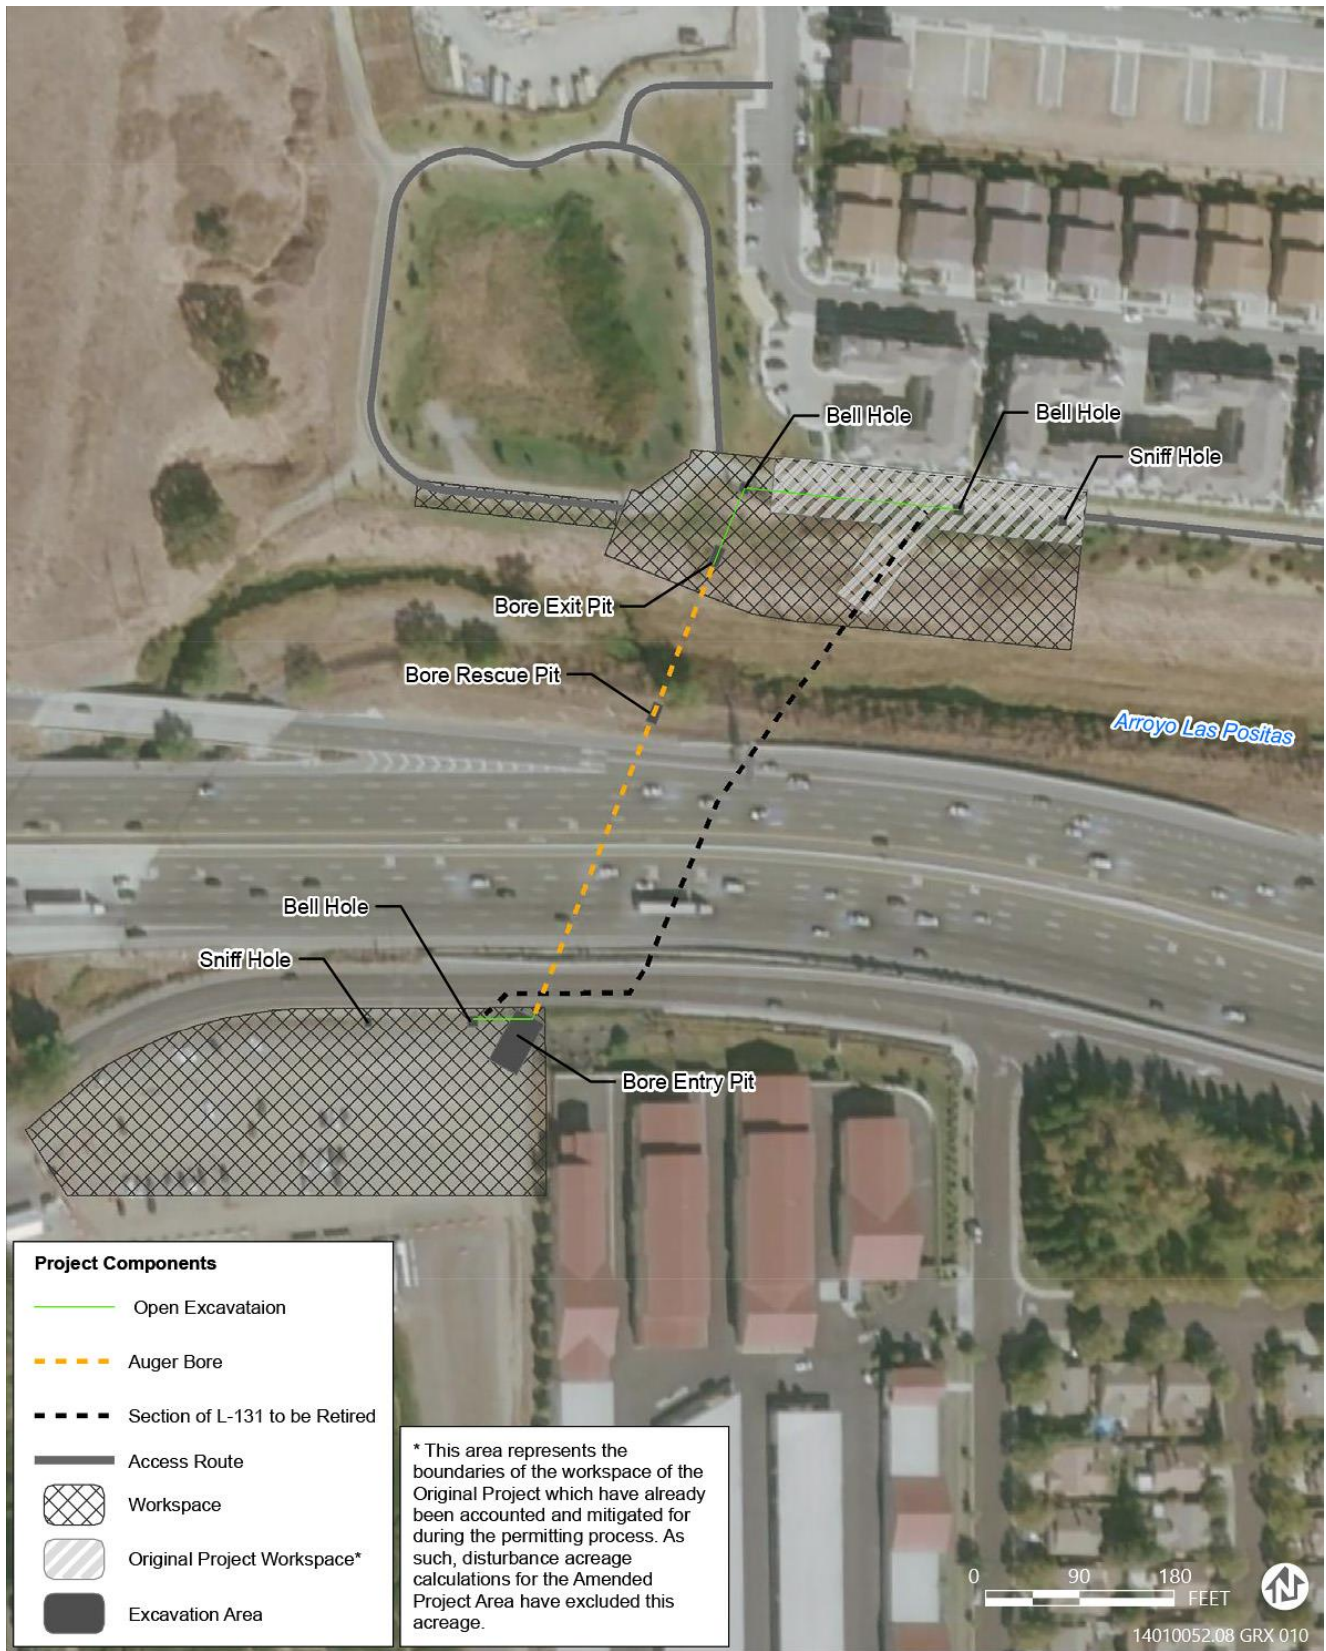 Bell Hole
Bell Hole
Sniff Hole
Bore Exit Pit
Bore Rescue Pit
Arroyo Las Positas
Bell Hole
Sniff Hole
Bore Entry Pit
Project Components
Open Excavataion
Auger Bore
Section of L-131 to be Retired
Access Route
Workspace
Original Project Workspace*
Excavation Area
* This area represents the
boundaries of the workspace of the
Original Project which have already
been accounted and mitigated for
during the permitting process. As
such, disturbance acreage
calculations for the Amended
Project Area have excluded this
acreage.
0 90 180
FEET
N
14010052.08 GRX 010